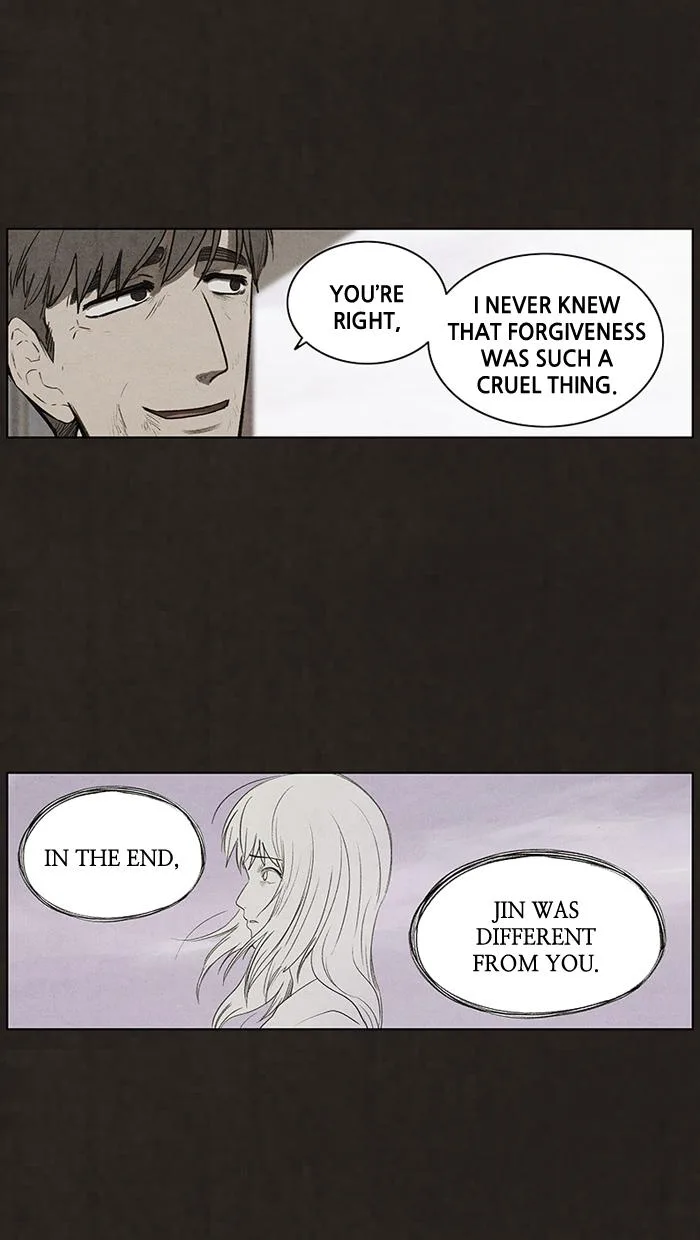 YOU'RE
RIGHT,
I NEVER KNEW
THAT FORGIVENESS
WAS SUCH A
CRUEL THING.
IN THE END,
JIN WAS
DIFFERENT
FROM YOU.